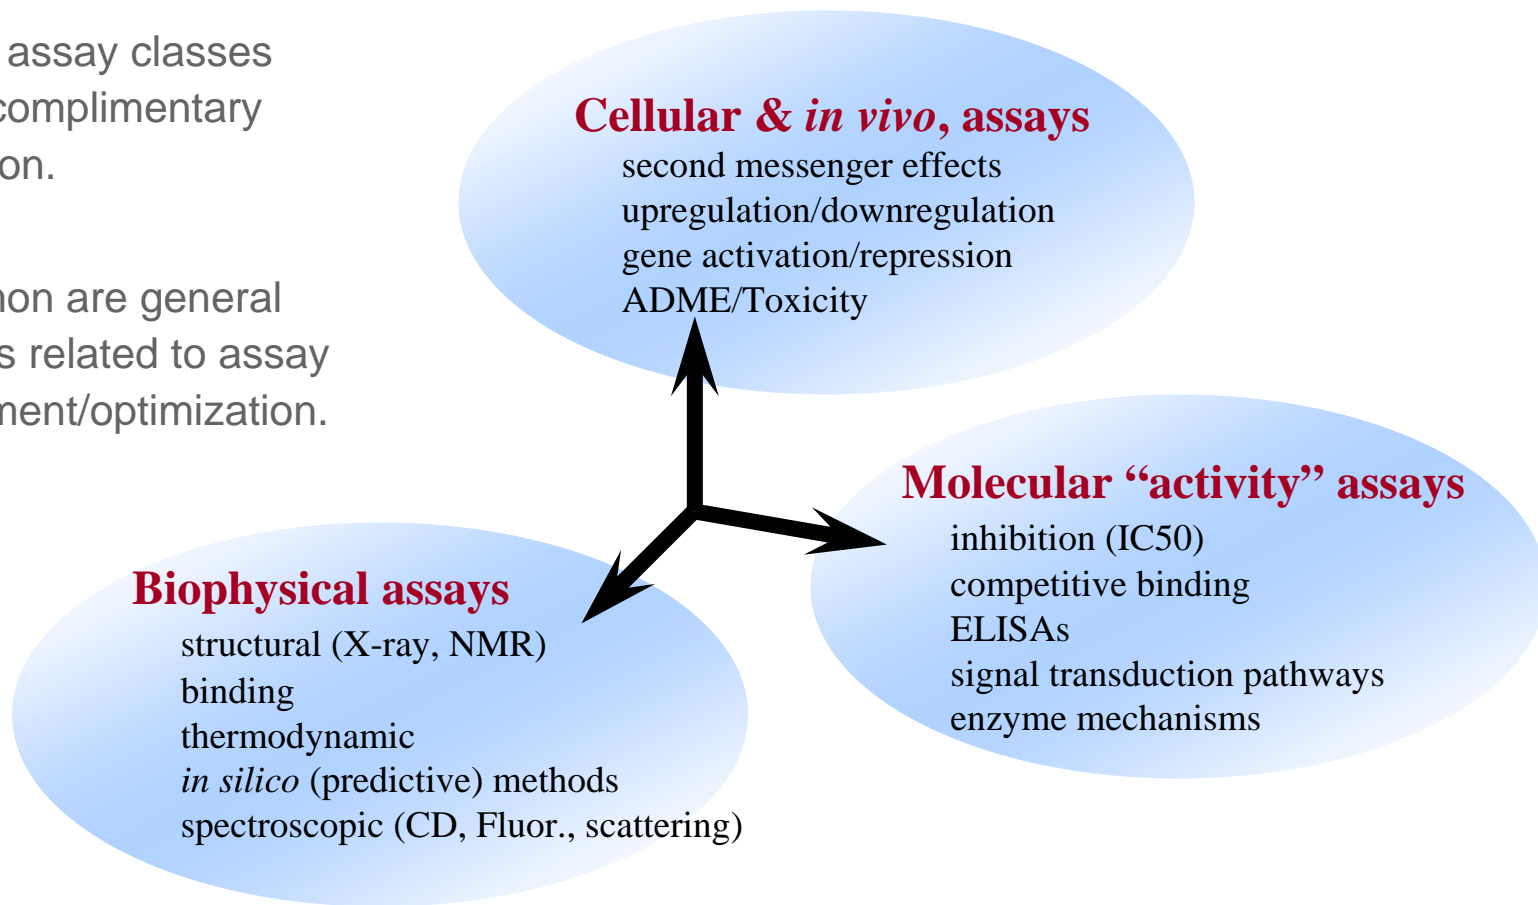 assay classes
complimentary
on.
non are general
s related to assay
ment/optimization.
Cellular & in vivo, assays
second messenger effects
upregulation/downregulation
gene activation/repression
ADME/Toxicity
Molecular “activity” assays
inhibition (IC50)
competitive binding
ELISAs
signal transduction pathways
enzyme mechanisms
Biophysical assays
structural (X-ray, NMR)
binding
thermodynamic
in silico (predictive) methods
spectroscopic (CD, Fluor., scattering)